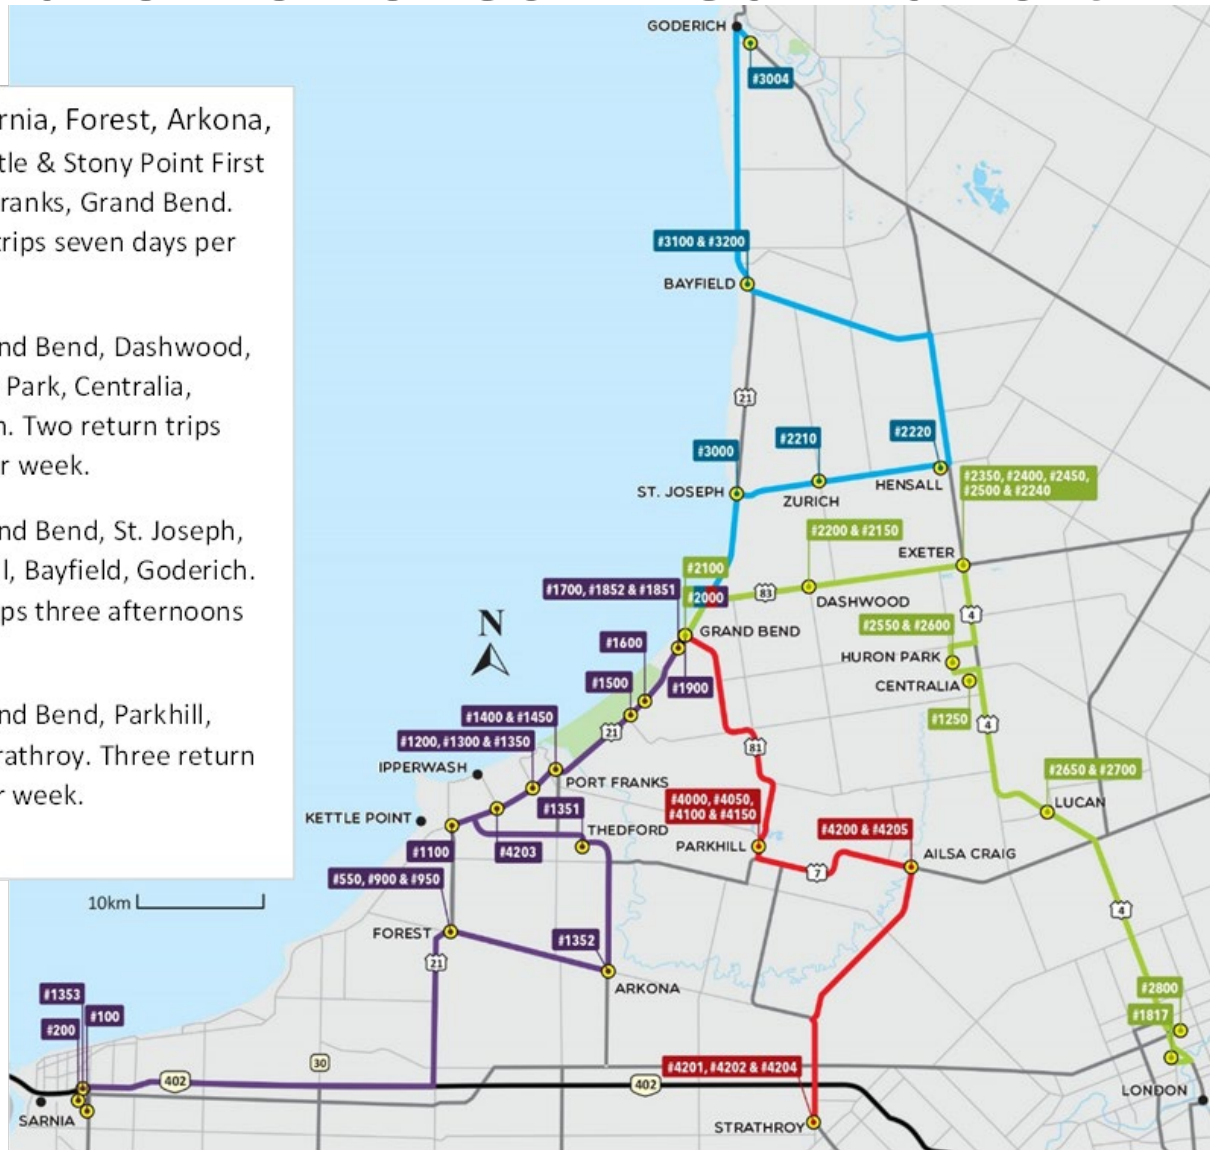 GODERICH
#3004
rnia, Forest, Arkona,
tle & Stony Point First
ranks, Grand Bend.
trips seven days per
#3100 & #3200
BAYFIELD
nd Bend, Dashwood,
Park, Centralia,
n. Two return trips
r week.
21
#2210
#2220
#3000
ST. JOSEPH
ZURICH
HENSALL
#2350, #2400, #2450,
#2500 & #2240
nd Bend, St. Joseph,
l, Bayfield, Goderich.
ps three afternoons
#2200 & #2150
EXETER
#2100
#1700, #1852 & #1851
#2000
83
DASHWOOD
N
4
#2550 & #2600
GRAND BEND
#1600
HURON PARK
#1500
#1900
CENTRALIA
nd Bend, Parkhill,
rathroy. Three return
r week.
#1400 & #1450
21
#1250
4
#1200, #1300 & #1350
81
IPPERWASH
PORT FRANKS
#2650 & #2700
KETTLE POINT
#1351
#4000, #4050,
#4100 & #4150
LUCAN
THEDFORD
#4200 & #4205
#1100
#4203
PARKHILL
AILSA CRAIG
#550, #900 & #950
7
10km
4
FOREST
#1352
21
ARKONA
#1353
#100
#200
#2800
#1817
30
402
#4201, #4202 & #4204
402
LONDON
SARNIA
STRATHROY